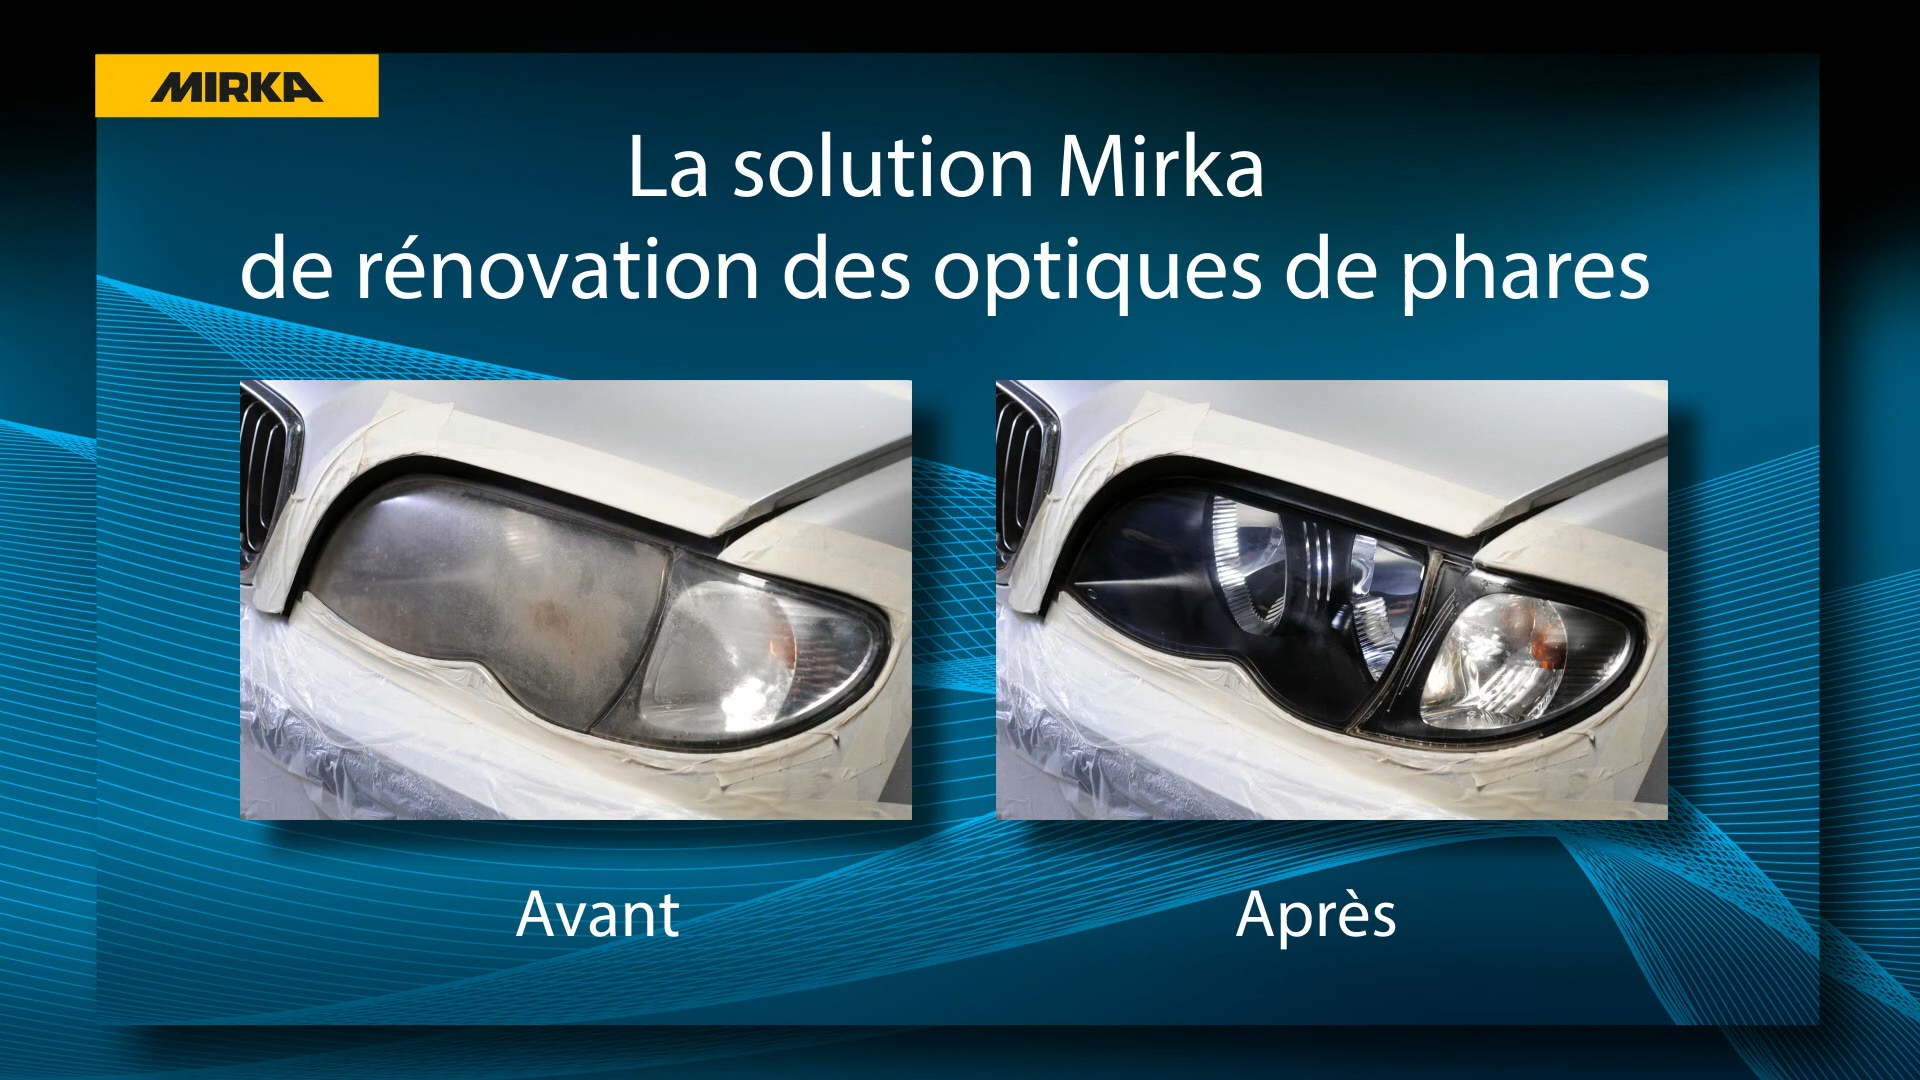 MIRKA
La solution Mirka
de rénovation des optiques de phares
Avant
Après